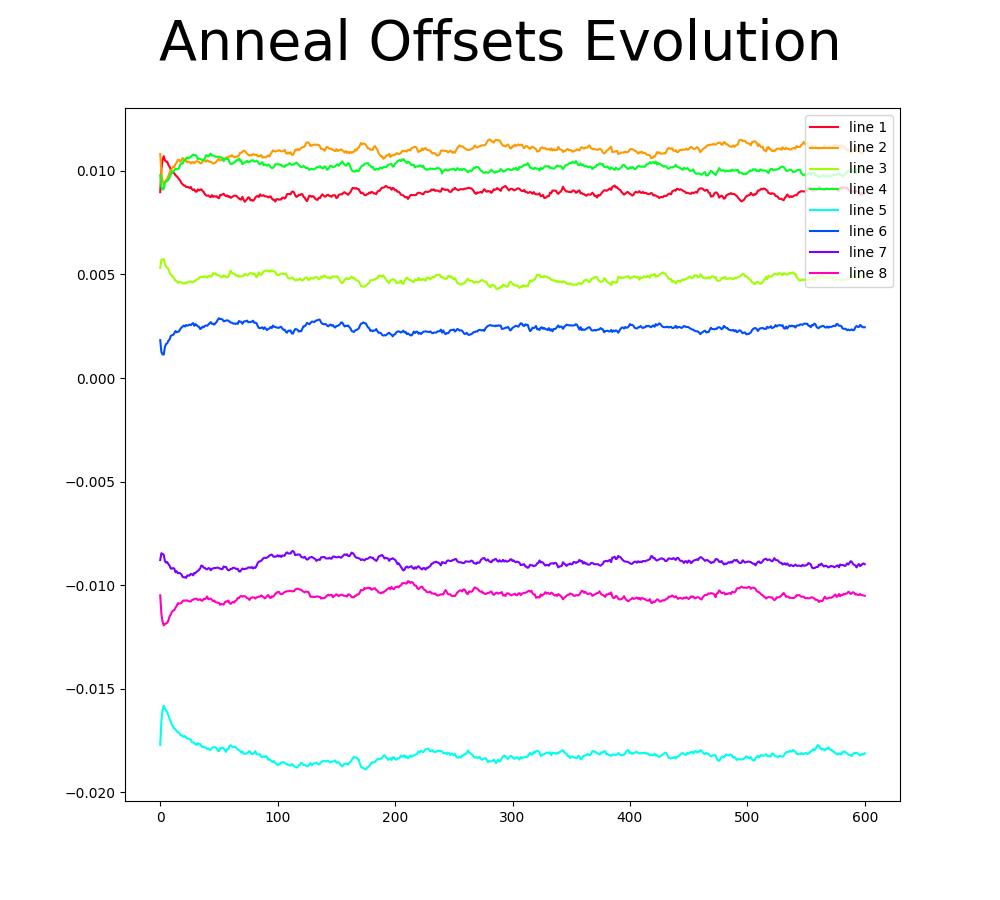 Anneal Offsets Evolution
line 1
line 2
line 3
line 4
line 5
line 6
line 7
line 8
0.010
0.005
0.000
−0.005
−0.010
−0.015
−0.020
0 100 200 300 400 500 600